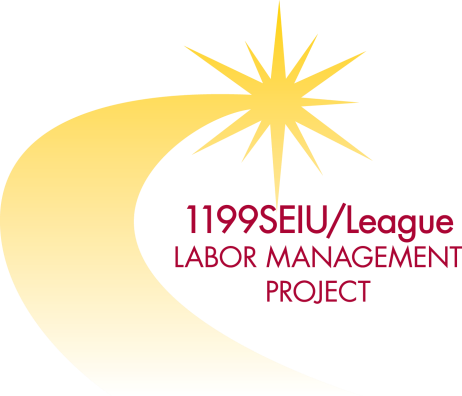 1199SEIU/League
LABOR MANAGEMENT
PROJECT